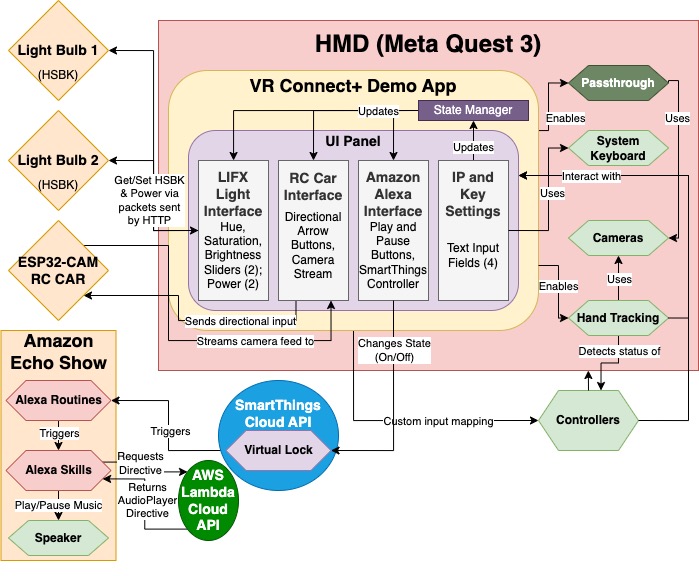 Light Bulb 1
(HSBK)
HMD (Meta Quest 3)
VR Connect+ Demo App
Passthrough
Updates
State Manager
Enables
Uses
UI Panel
Updates
System
Keyboard
Light Bulb 2
(HSBK)
Get/Set HSBK
& Power via
packets sent
by HTTP
LIFX
Light
Interface
Hue,
Saturation,
Brightness
Sliders (2);
Power (2)
RC Car
Interface
Directional
Arrow
Buttons,
Camera
Stream
Amazon
Alexa
Interface
Play and
Pause
Buttons,
SmartThings
Controller
IP and
Key
Settings
Text Input
Fields (4)
Interact with
Uses
Cameras
ESP32-CAM
RC CAR
Uses
Enables
Hand Tracking
Sends directional input
Streams camera feed to
Changes State
(On/Off)
Detects status of
Amazon
Echo Show
Alexa Routines
SmartThings
Cloud API
Custom input mapping
Controllers
Triggers
Triggers
Virtual Lock
Alexa Skills
Requests
Directive
Returns
AudioPlayer
Directive
AWS
Lambda
Cloud
API
Play/Pause Music
Speaker